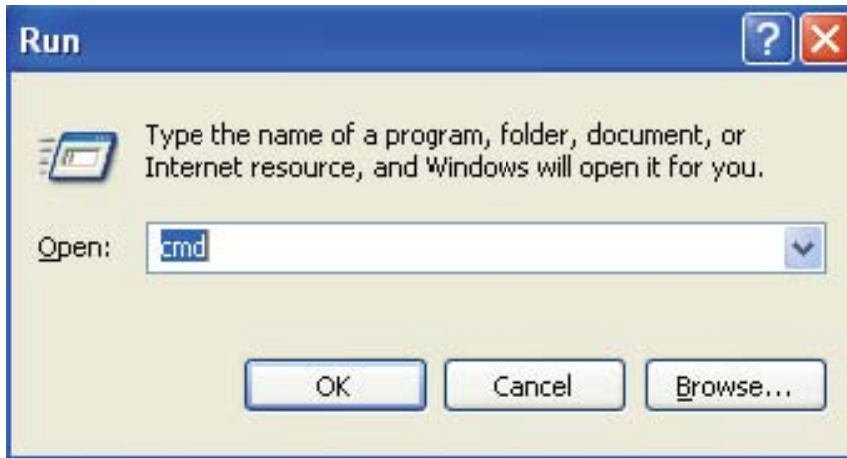 Run
Type the name of a program, folder, document, or
Internet resource, and Windows will open it for you.
Open: cmd
OK Cancel Browse...